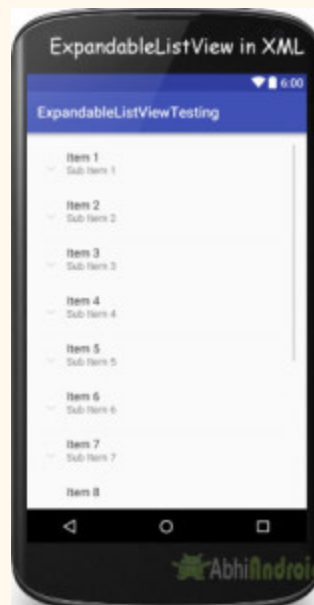 ExpandableListView in XML
6:00
ExpandableListViewTesting
Item 1
Sub Item 1
Item 2
Sub Item 2
Item 3
Sub Item 3
Item 4
Sub Item 4
Item 5
Sub Item 5
Item 6
Sub Item 6
Item 7
Sub Item 7
Item 8
AbhiAndroid